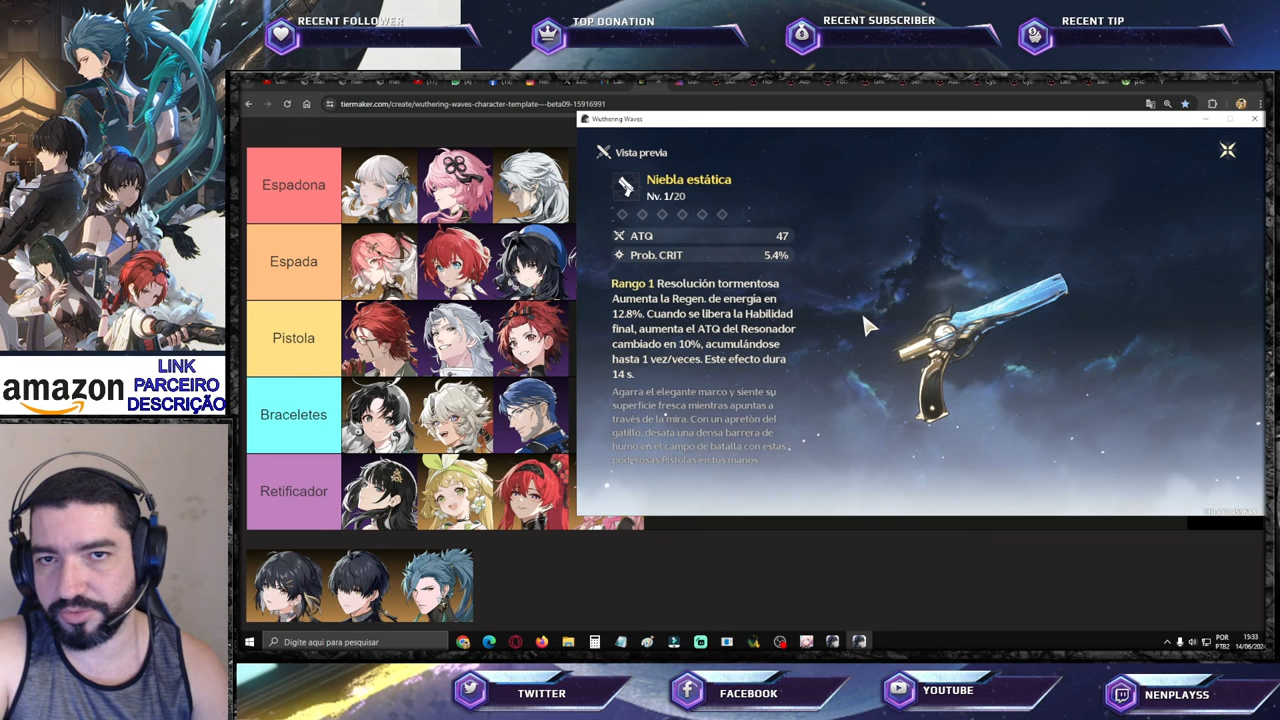 RECENT FOLLOWER
TOP DONATION
RECENT SUBSCRIBER
RECENT TIP
tiermaker.com/create/wuthering-waves-character-template---beta09-15916991
Wuthering Waves
Vista previa
Niebla estática
Nv. 1/20
ATQ 47
Prob. CRIT 5.4%
Rango 1 Resolución tormentosa
Aumenta la Regen. de energía en
12.8%. Cuando se libera la Habilidad
final, aumenta el ATQ del Resonador
cambiado en 10%, acumulándose
hasta 1 vez/veces. Este efecto dura
14 s.
Agarra el elegante marco y siente su
superficie fresca mientras apuntas a
través de la mira. Con un apretón del
gatillo, desata una densa barrera de
humo en el campo de batalla con estas
poderosas Pistolas en tus manos.
Espadona
Espada
Pistola
Braceletes
Retificador
LINK
amazon
PARCEIRO
DESCRIÇÃO
Digite aqui para pesquisar
POR
PTB2
15:33
TWITTER
FACEBOOK
YOUTUBE
NENPLAYSS